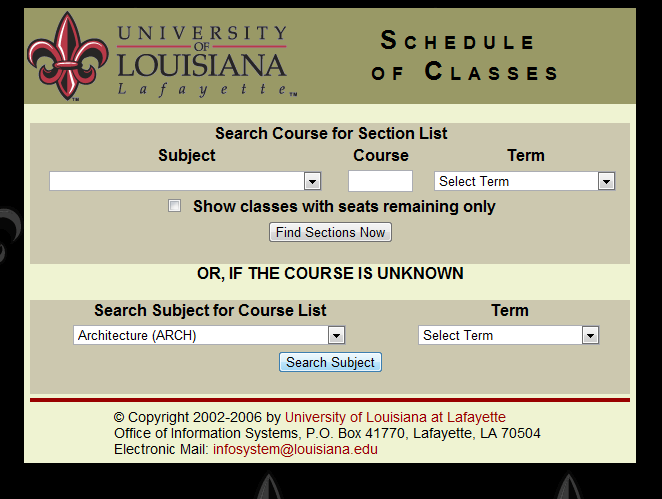 UNIVERSITY
OF
LOUISIANA
Lafayette™
SCHEDULE
OF CLASSES
Search Course for Section List
Subject Course Term
Select Term
Show classes with seats remaining only
Find Sections Now
OR, IF THE COURSE IS UNKNOWN
Search Subject for Course List Term
Architecture (ARCH) Select Term
Search Subject
© Copyright 2002-2006 by University of Louisiana at Lafayette
Office of Information Systems, P.O. Box 41770, Lafayette, LA 70504
Electronic Mail: infosystem@louisiana.edu